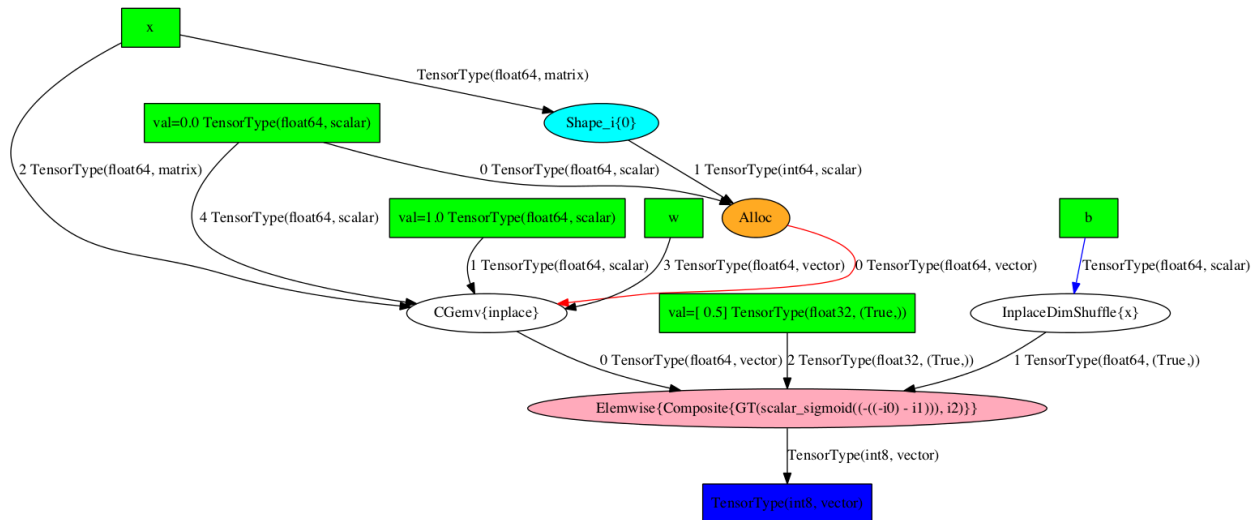 x
TensorType(float64, matrix)
val=0.0 TensorType(float64, scalar)
Shape_i{0}
2 TensorType(float64, matrix)
0 TensorType(float64, scalar)
1 TensorType(int64, scalar)
4 TensorType(float64, scalar)
val=1.0 TensorType(float64, scalar)
w
Alloc
b
1 TensorType(float64, scalar)
3 TensorType(float64, vector)
0 TensorType(float64, vector)
TensorType(float64, scalar)
CGemv{inplace}
val=[ 0.5] TensorType(float32, (True,))
InplaceDimShuffle{x}
0 TensorType(float64, vector)
2 TensorType(float32, (True,))
1 TensorType(float64, (True,))
Elemwise{Composite{GT(scalar_sigmoid((-((-i0) - i1))), i2)}}
TensorType(int8, vector)
TensorType(int8, vector)